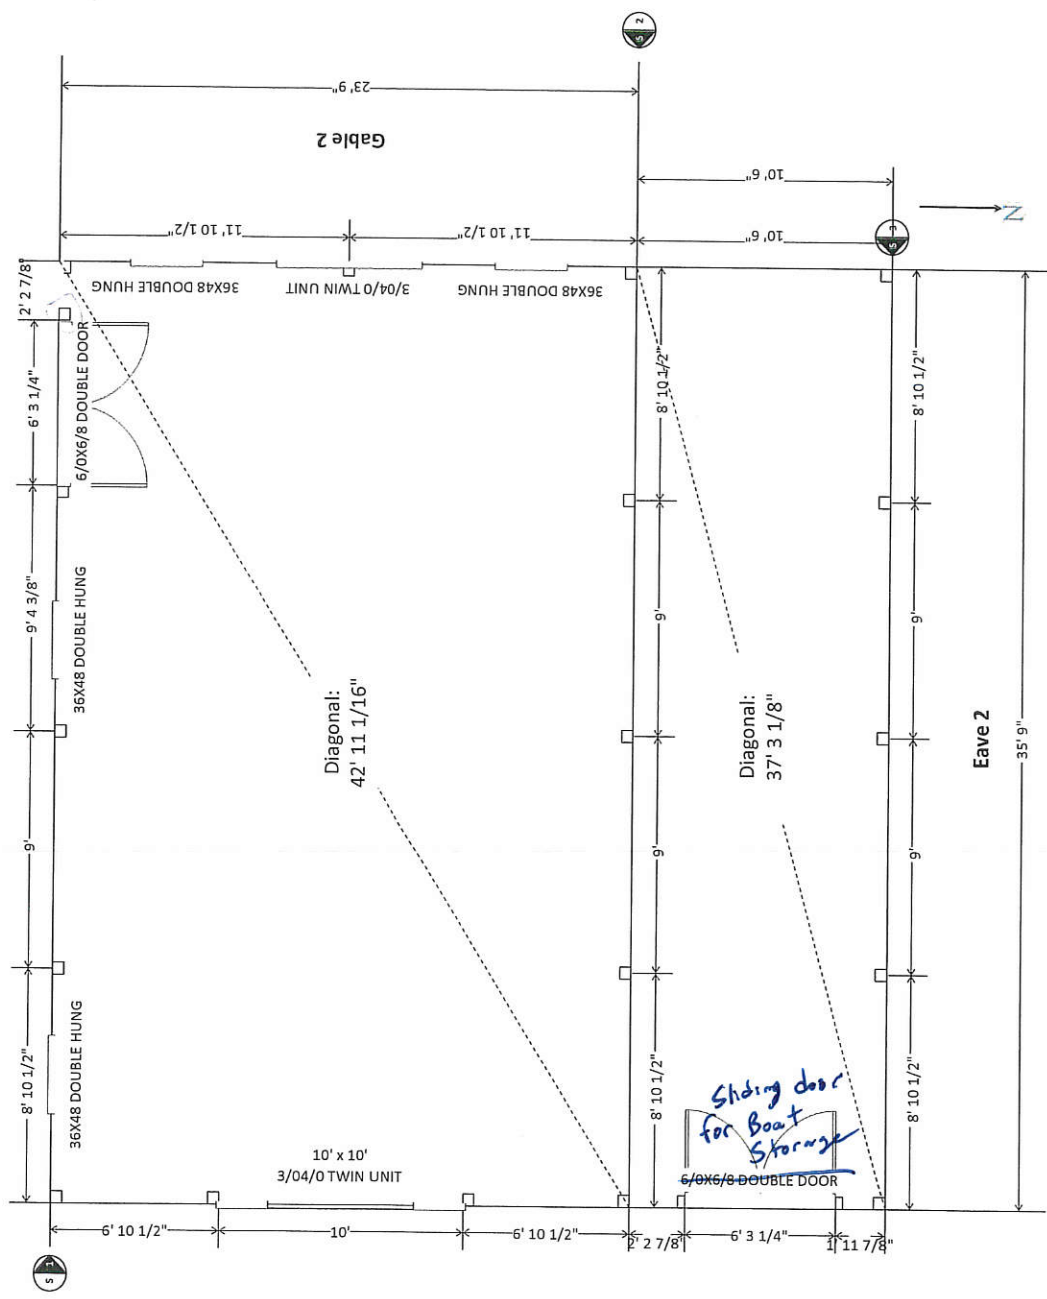 2
S
23' 9"
Gable 2
10' 6"
11' 10 1/2"
11' 10 1/2"
10' 6"
3
N
2' 2 7/8"
36X48 DOUBLE HUNG
3/04/0 TWIN UNIT
36X48 DOUBLE HUNG
6' 3 1/4"
6/0X6/8 DOUBLE DOOR
8' 10 1/2"
8' 10 1/2"
9' 4 3/8"
36X48 DOUBLE HUNG
9'
9'
Diagonal:
42' 11 1/16"
Diagonal:
37' 3 1/8"
Eave 2
35' 9"
9'
9'
9'
8' 10 1/2"
36X48 DOUBLE HUNG
8' 10 1/2"
8' 10 1/2"
Sliding door
for Boat
Storage
10' x 10'
3/04/0 TWIN UNIT
6/0X6/8 DOUBLE DOOR
6' 10 1/2"
10'
6' 10 1/2"
2' 2 7/8"
6' 3 1/4"
1' 11 7/8"
S